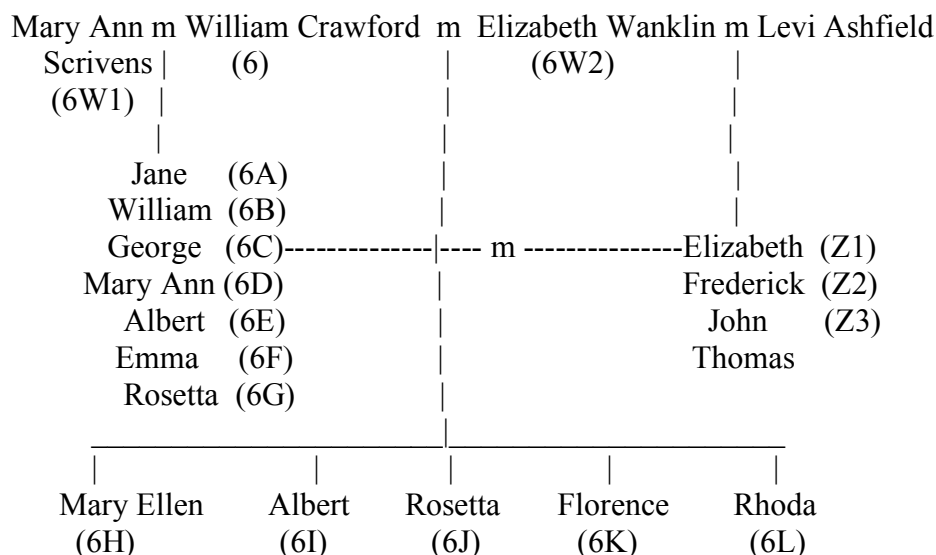 Mary Ann m William Crawford m Elizabeth Wanklin m Levi Ashfield
Scrivens (6) (6W2)
(6W1)
Jane (6A)
William (6B)
George (6C) m Elizabeth (Z1)
Mary Ann (6D) Frederick (Z2)
Albert (6E) John (Z3)
Emma (6F) Thomas
Rosetta (6G)
Mary Ellen Albert Rosetta Florence Rhoda
(6H) (6I) (6J) (6K) (6L)